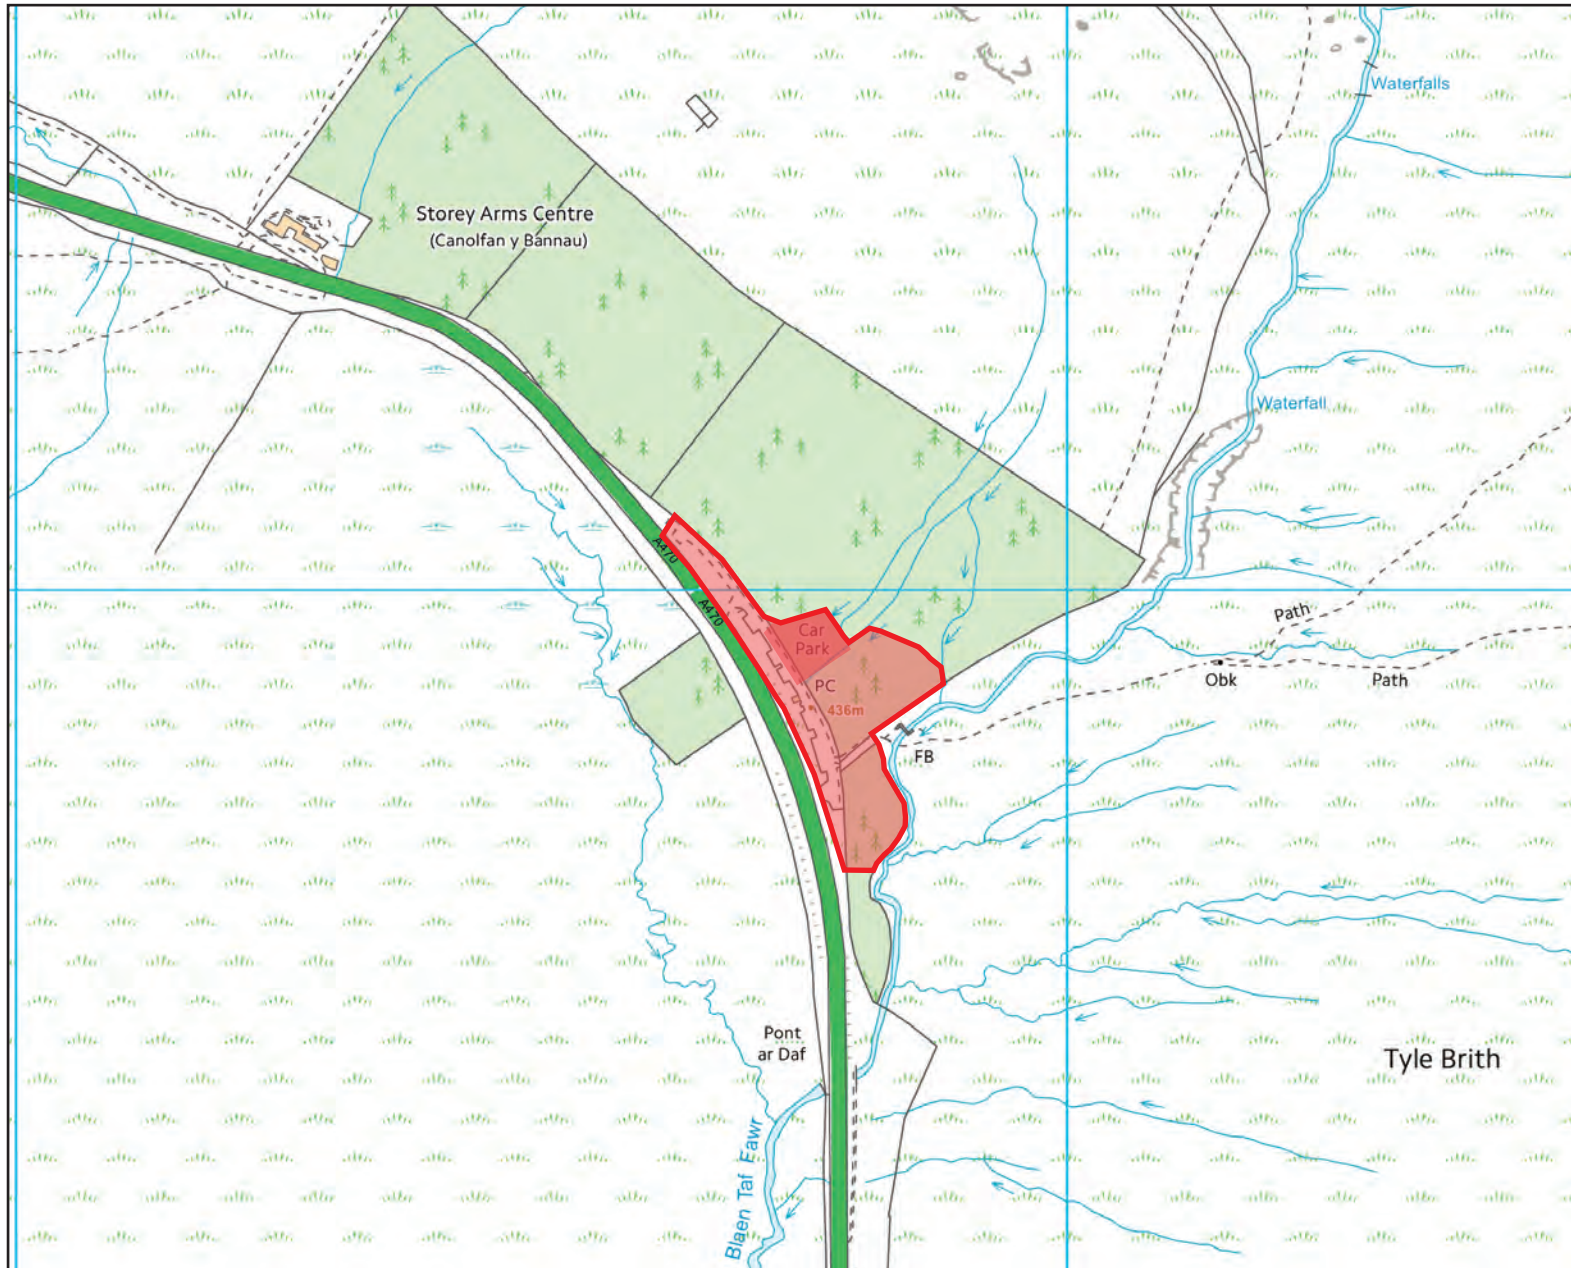 Waterfalls
Storey Arms Centre
(Canolfan y Bannau)
Waterfall
A470
A470
Car
Park
Path
PC
Obk
Path
436m
FB
Pont
ar Daf
Tyle Brith
Blaen Taf Fawr